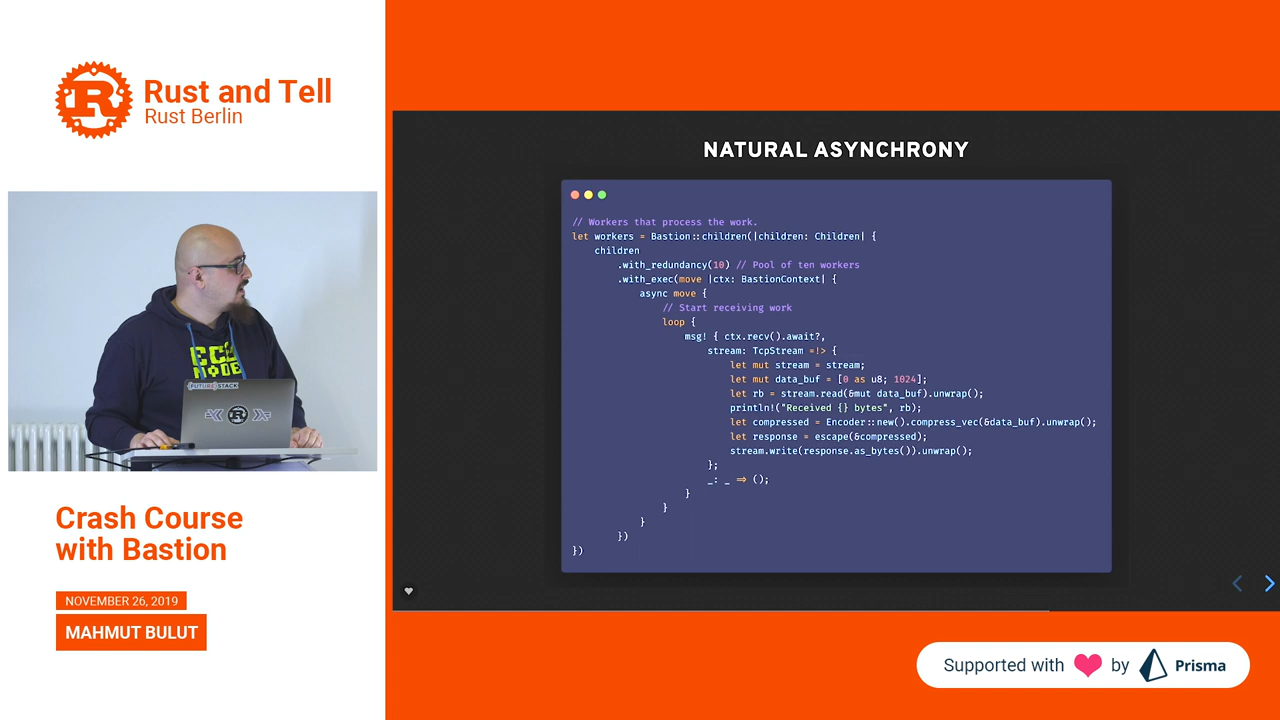 Rust and Tell
Rust Berlin
EC2
NODE
{FUTURE}STACK
R
Crash Course
with Bastion
NOVEMBER 26, 2019
MAHMUT BULUT
NATURAL ASYNCHRONY
// Workers that process the work.
let workers = Bastion::children(|children: Children| {
children
.with_redundancy(10) // Pool of ten workers
.with_exec(move |ctx: BastionContext| {
async move {
// Start receiving work
loop {
msg! { ctx.recv().await?,
stream: TcpStream =!> {
let mut stream = stream;
let mut data_buf = [0 as u8; 1024];
let rb = stream.read(&mut data_buf).unwrap();
println!("Received {} bytes", rb);
let compressed = Encoder::new().compress_vec(&data_buf).unwrap();
let response = escape(&compressed);
stream.write(response.as_bytes()).unwrap();
};
_: _ => ();
}
}
}
})
})
Supported with ❤ by Prisma